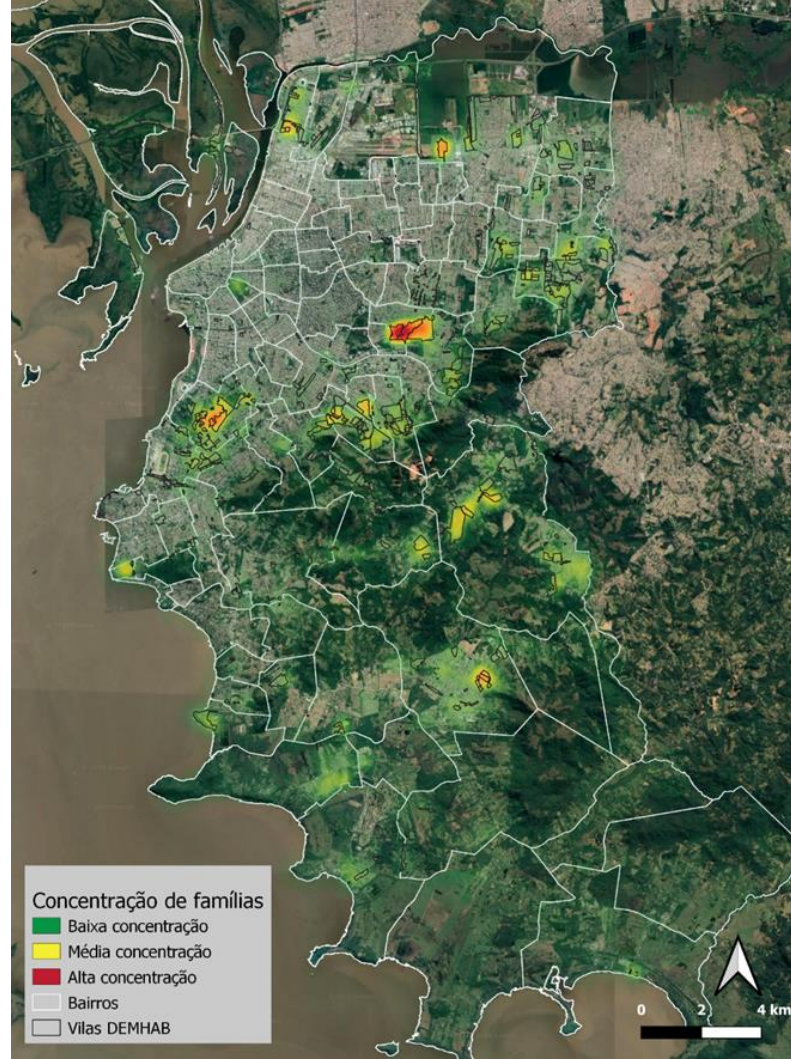 Concentração de famílias
Baixa concentração
Média concentração
Alta concentração
Bairros
Vilas DEMHAB
0 2 4 km